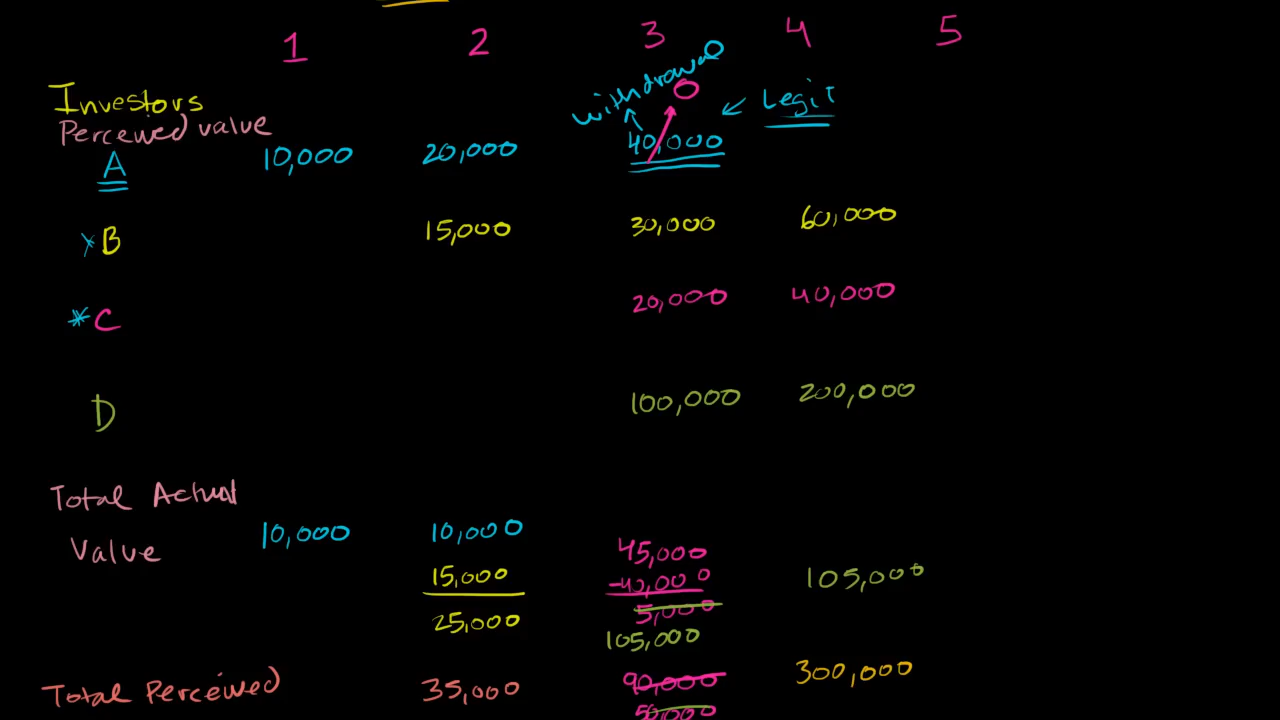 1 2 3 4 5
withdrawal
0
Investors
Legit
Perceived value
A 10,000 20,000 40,000
B 15,000 30,000 60,000
C 20,000 40,000
D 100,000 200,000
Total Actual
Value 10,000 10,000 45,000
15,000 -40,000 105,000
25,000 5,000
105,000
Total Perceived 35,000 90,000 300,000
50,000